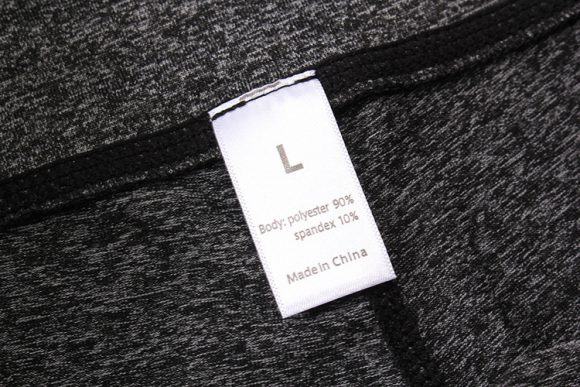 L
Body: polyester 90%
spandex 10%
Made in China